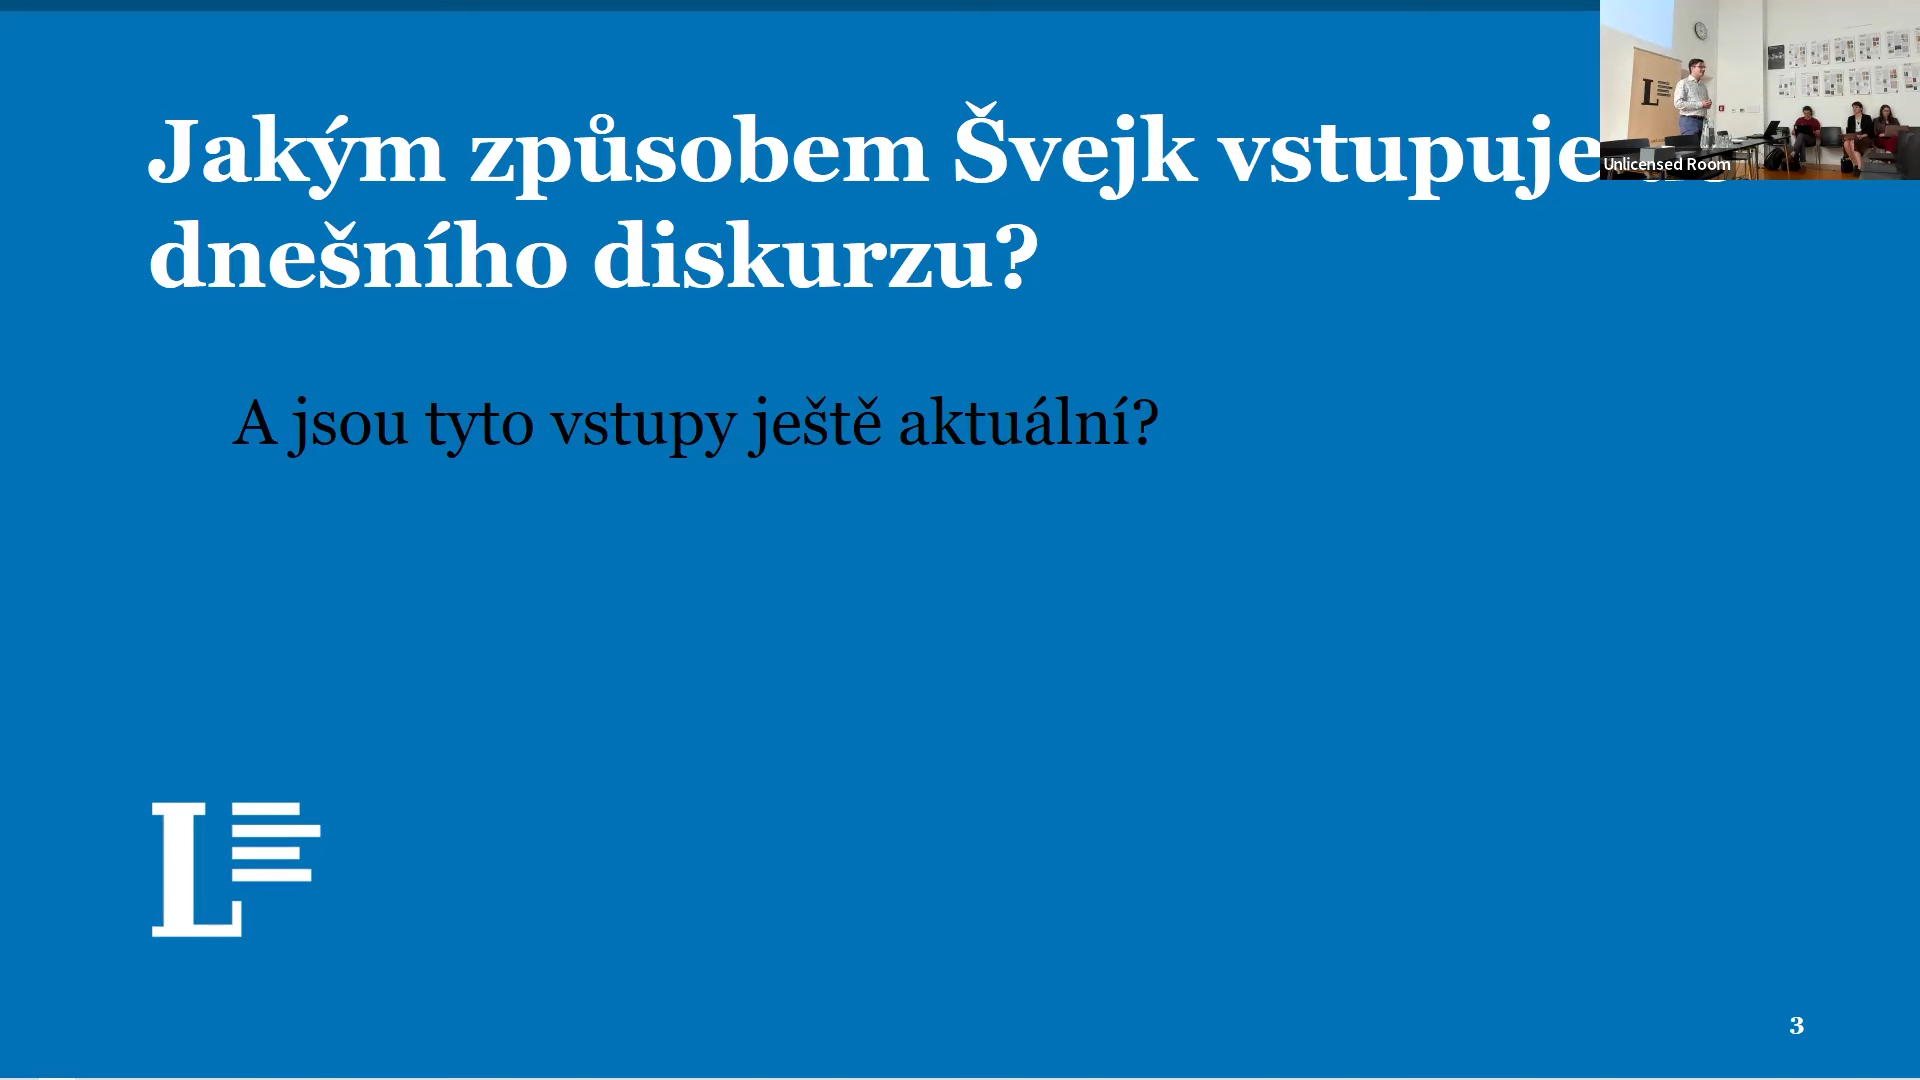 Jakým způsobem Švejk vstupuje
dnešního diskurzu?
A jsou tyto vstupy ještě aktuální?
L
Unlicensed Room
3